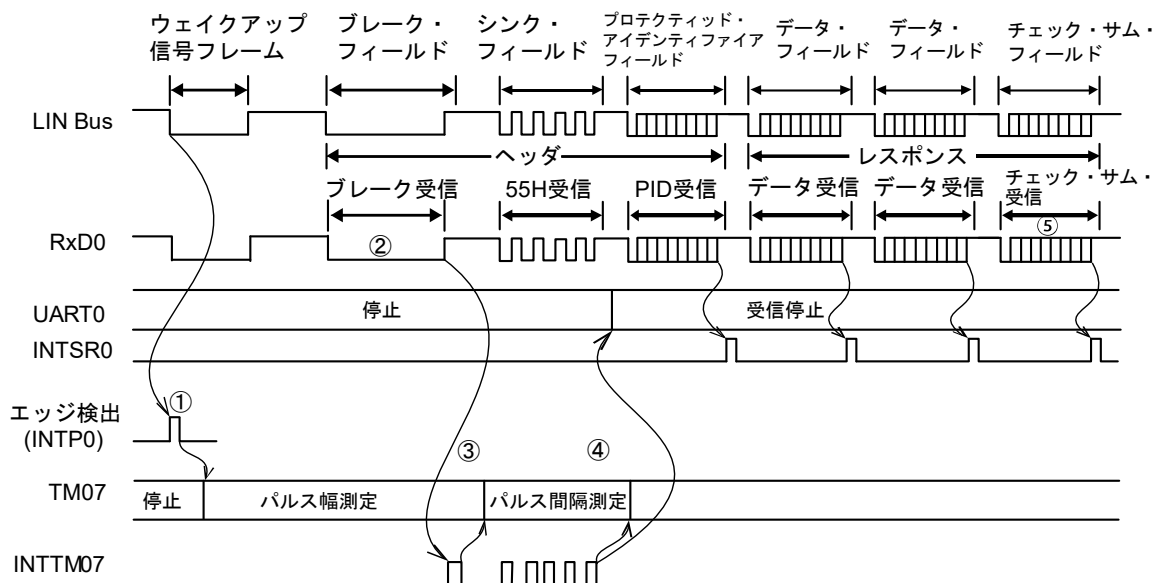 ウェイクアップ
信号フレーム
ブレーク・
フィールド
シンク・
フィールド
プロテクティッド・
アイデンティファイア
フィールド
データ・
フィールド
データ・
フィールド
チェック・サム・
フィールド
LIN Bus
ヘッダ
レスポンス
ブレーク受信
55H受信
PID受信
データ受信
データ受信
チェック・サム・
受信
RxD0
②
⑤
UART0
停止
受信停止
INTSR0
エッジ検出
(INTP0)
①
③
④
TM07
停止
パルス幅測定
パルス間隔測定
INTTM07